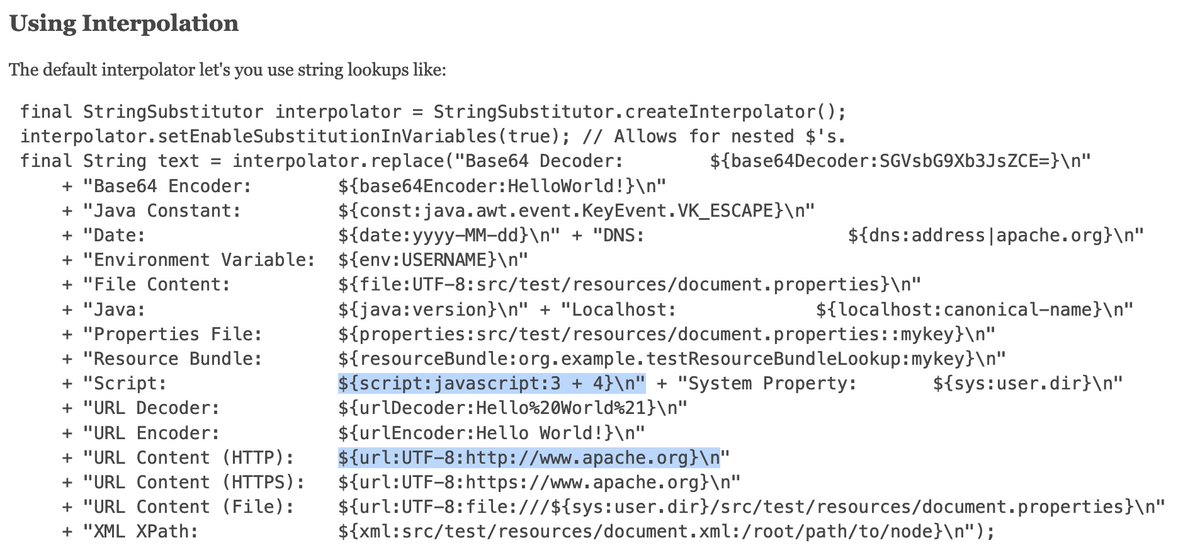 Using Interpolation
The default interpolator let's you use string lookups like:
final StringSubstitutor interpolator = StringSubstitutor.createInterpolator();
interpolator.setEnableSubstitutionInVariables(true); // Allows for nested $'s.
final String text = interpolator.replace("Base64 Decoder:        ${base64Decoder:SGVsbG9Xb3JsZCE=}\n"
    + "Base64 Encoder:        ${base64Encoder:HelloWorld!}\n"
    + "Java Constant:         ${const:java.awt.event.KeyEvent.VK_ESCAPE}\n"
    + "Date:                  ${date:yyyy-MM-dd}\n" + "DNS:                   ${dns:address|apache.org}\n"
    + "Environment Variable:  ${env:USERNAME}\n"
    + "File Content:          ${file:UTF-8:src/test/resources/document.properties}\n"
    + "Java:                  ${java:version}\n" + "Localhost:             ${localhost:canonical-name}\n"
    + "Properties File:       ${properties:src/test/resources/document.properties::mykey}\n"
    + "Resource Bundle:       ${resourceBundle:org.example.testResourceBundleLookup:mykey}\n"
    + "Script:                ${script:javascript:3 + 4}\n" + "System Property:       ${sys:user.dir}\n"
    + "URL Decoder:           ${urlDecoder:Hello%20World%21}\n"
    + "URL Encoder:           ${urlEncoder:Hello World!}\n"
    + "URL Content (HTTP):    ${url:UTF-8:http://www.apache.org}\n"
    + "URL Content (HTTPS):   ${url:UTF-8:https://www.apache.org}\n"
    + "URL Content (File):    ${url:UTF-8:file:///${sys:user.dir}/src/test/resources/document.properties}\n"
    + "XML XPath:             ${xml:src/test/resources/document.xml:/root/path/to/node}\n");